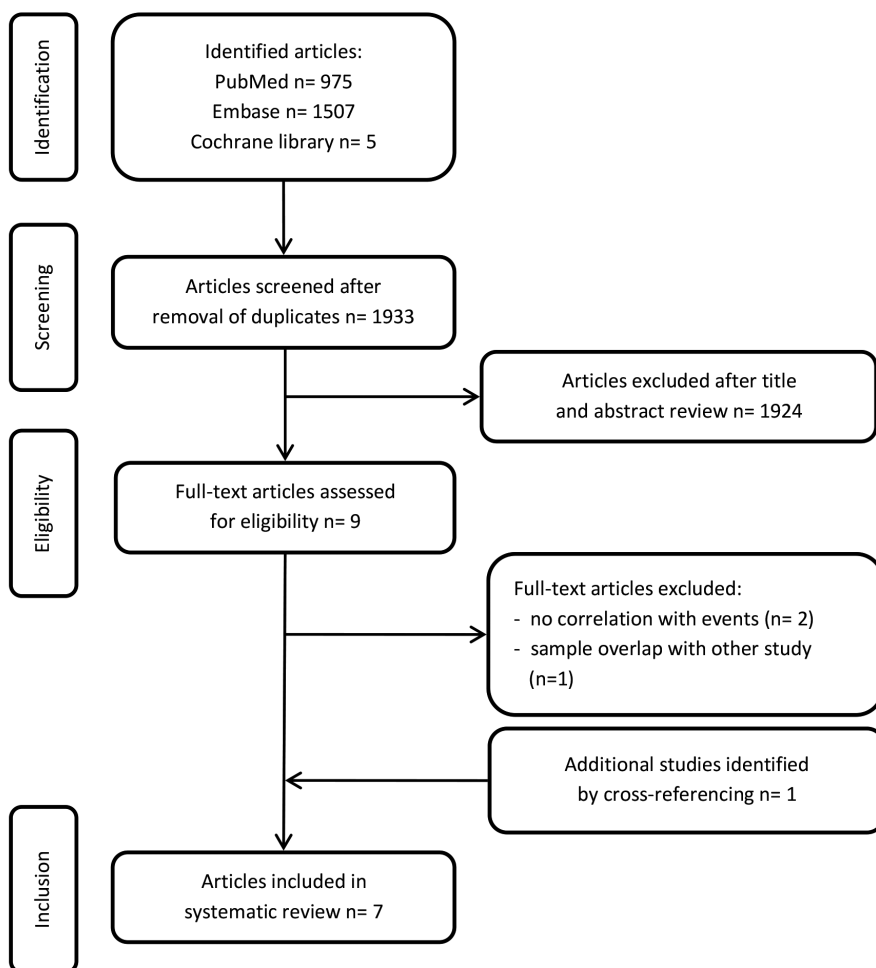 Identification
Identified articles:
PubMed n= 975
Embase n= 1507
Cochrane library n= 5
Screening
Articles screened after
removal of duplicates n= 1933
Articles excluded after title
and abstract review n= 1924
Eligibility
Full-text articles assessed
for eligibility n= 9
Full-text articles excluded:
- no correlation with events (n= 2)
- sample overlap with other study
(n=1)
Additional studies identified
by cross-referencing n= 1
Inclusion
Articles included in
systematic review n= 7